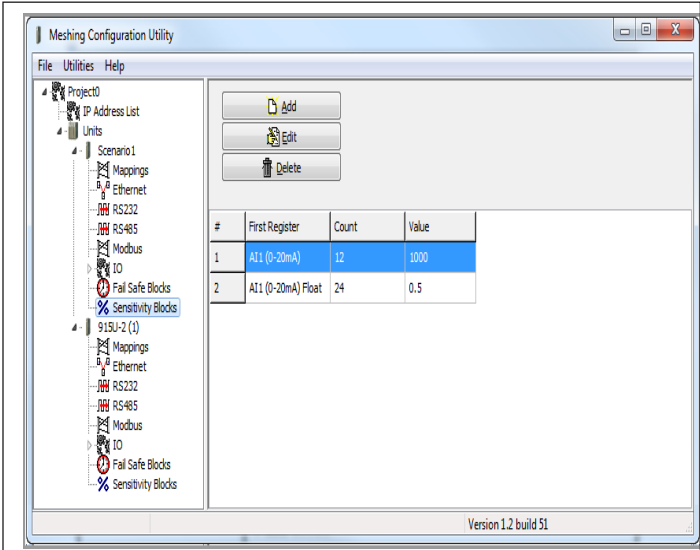 Meshing Configuration Utility
File Utilities Help
Project0
IP Address List
Units
Scenario1
Mappings
Ethernet
RS232
RS485
Modbus
IO
Fail Safe Blocks
Sensitivity Blocks
915U-2 (1)
Mappings
Ethernet
RS232
RS485
Modbus
IO
Fail Safe Blocks
Sensitivity Blocks
Add
Edit
Delete
# First Register Count Value
1 AI1 (0-20mA) 12 1000
2 AI1 (0-20mA) Float 24 0.5
Version 1.2 build 51